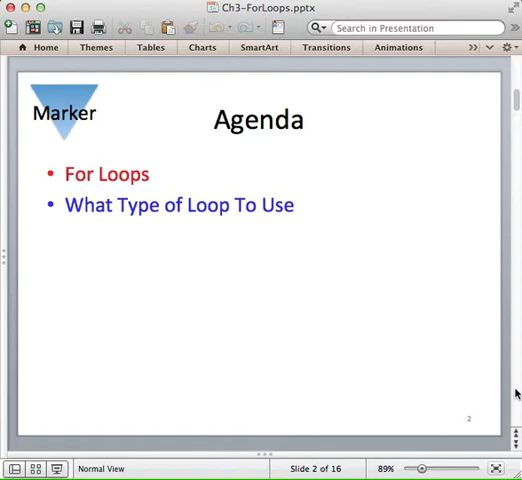 Ch3-ForLoops.pptx
Search in Presentation
Home Themes Tables Charts SmartArt Transitions Animations
Marker
Agenda
• For Loops
• What Type of Loop To Use
2
Normal View Slide 2 of 16 89%